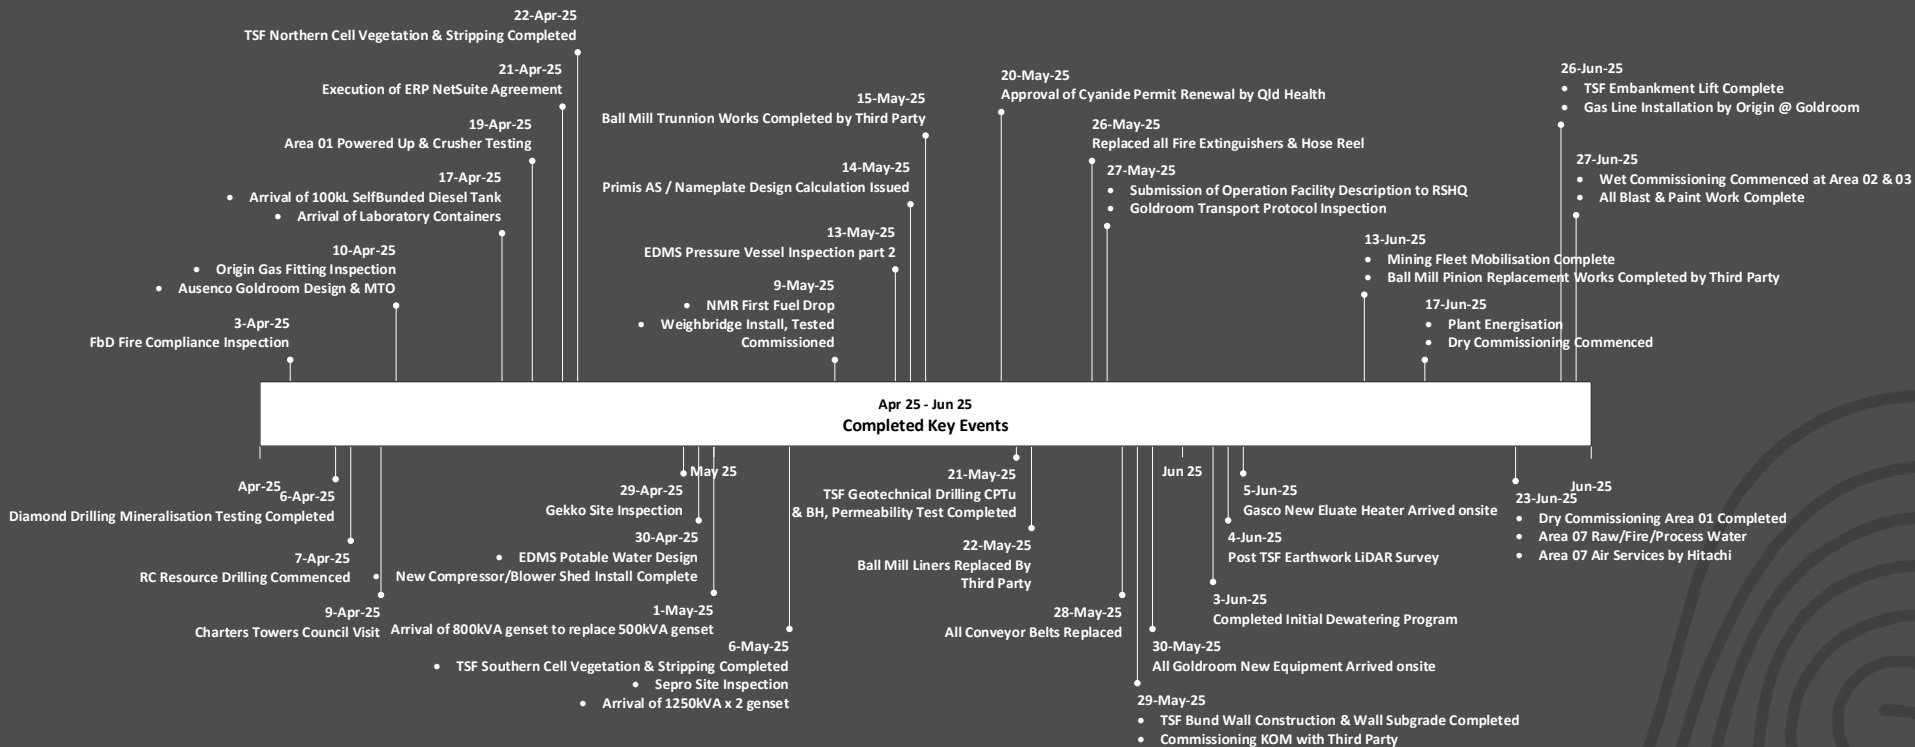 22-Apr-25
TSF Northern Cell Vegetation & Stripping Completed
21-Apr-25
Execution of ERP NetSuite Agreement
19-Apr-25
Area 01 Powered Up & Crusher Testing
17-Apr-25
• Arrival of 100kL SelfBunded Diesel Tank
• Arrival of Laboratory Containers
10-Apr-25
• Origin Gas Fitting Inspection
• Ausenco Goldroom Design & MTO
3-Apr-25
FbD Fire Compliance Inspection
15-May-25
Ball Mill Trunnion Works Completed by Third Party
14-May-25
Primis AS / Nameplate Design Calculation Issued
13-May-25
EDMS Pressure Vessel Inspection part 2
9-May-25
• NMR First Fuel Drop
• Weighbridge Install, Tested
Commissioned
20-May-25
Approval of Cyanide Permit Renewal by Qld Health
26-May-25
Replaced all Fire Extinguishers & Hose Reel
27-May-25
• Submission of Operation Facility Description to RSHQ
• Goldroom Transport Protocol Inspection
13-Jun-25
• Mining Fleet Mobilisation Complete
• Ball Mill Pinion Replacement Works Completed by Third Party
17-Jun-25
• Plant Energisation
• Dry Commissioning Commenced
26-Jun-25
• TSF Embankment Lift Complete
• Gas Line Installation by Origin @ Goldroom
27-Jun-25
• Wet Commissioning Commenced at Area 02 & 03
• All Blast & Paint Work Complete
Apr 25 - Jun 25
Completed Key Events
Apr-25
May 25
Jun 25
Jun-25
6-Apr-25
Diamond Drilling Mineralisation Testing Completed
7-Apr-25
RC Resource Drilling Commenced
9-Apr-25
Charters Towers Council Visit
29-Apr-25
Gekko Site Inspection
30-Apr-25
• EDMS Potable Water Design
• New Compressor/Blower Shed Install Complete
1-May-25
Arrival of 800kVA genset to replace 500kVA genset
6-May-25
• TSF Southern Cell Vegetation & Stripping Completed
• Sepro Site Inspection
• Arrival of 1250kVA x 2 genset
21-May-25
TSF Geotechnical Drilling CPTu
& BH, Permeability Test Completed
22-May-25
Ball Mill Liners Replaced By
Third Party
28-May-25
All Conveyor Belts Replaced
29-May-25
• TSF Bund Wall Construction & Wall Subgrade Completed
• Commissioning KOM with Third Party
30-May-25
All Goldroom New Equipment Arrived onsite
3-Jun-25
Completed Initial Dewatering Program
4-Jun-25
Post TSF Earthwork LiDAR Survey
5-Jun-25
Gasco New Eluate Heater Arrived onsite
23-Jun-25
• Dry Commissioning Area 01 Completed
• Area 07 Raw/Fire/Process Water
• Area 07 Air Services by Hitachi